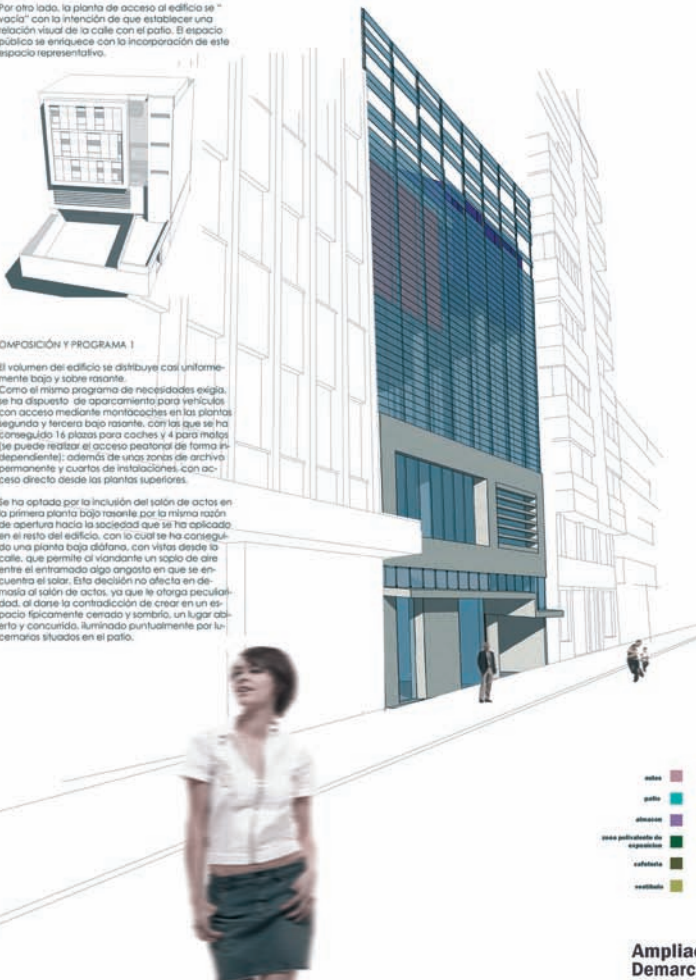 Por otro lado, la planta de acceso al edificio se "
vacía" con la intención de que establecer una
relación visual de la calle con el patio. El espacio
público se enriquece con la incorporación de este
espacio representativo.
OMPOSICIÓN Y PROGRAMA 1
El volumen del edificio se distribuye casi uniforme-
mente bajo y sobre rasante.
Como el mismo programa de necesidades exigía,
se ha dispuesto de aparcamiento para vehículos
con acceso mediante montacoches en las plantas
segunda y tercera bajo rasante, con las que se ha
conseguido 16 plazas para coches y 4 para motos
(se puede realizar el acceso peatonal de forma in-
dependiente); además de unas zonas de archivo
permanente y cuartos de instalaciones, con ac-
ceso directo desde las plantas superiores.
Se ha optado por la inclusión del salón de actos en
la primera planta bajo rasante por la misma razón
de apertura hacia la sociedad que se ha aplicado
en el resto del edificio, con lo cual se ha consegui-
do una planta baja diáfana, con vistas desde la
calle, que permite al viandante un soplo de aire
entre el entramado algo angosto en que se en-
cuentra el solar. Esta decisión no afecta en de-
masía al salón de actos, ya que le otorga peculiari-
dad, al darse la contradicción de crear en un es-
pacio típicamente cerrado y sombrío, un lugar abi-
erto y concurrido, iluminado puntualmente por lu-
cernarios situados en el patio.
patio
almacen
zona polivalente de
exposicion
cafeteria
vestibulo
Ampliac
Demarc